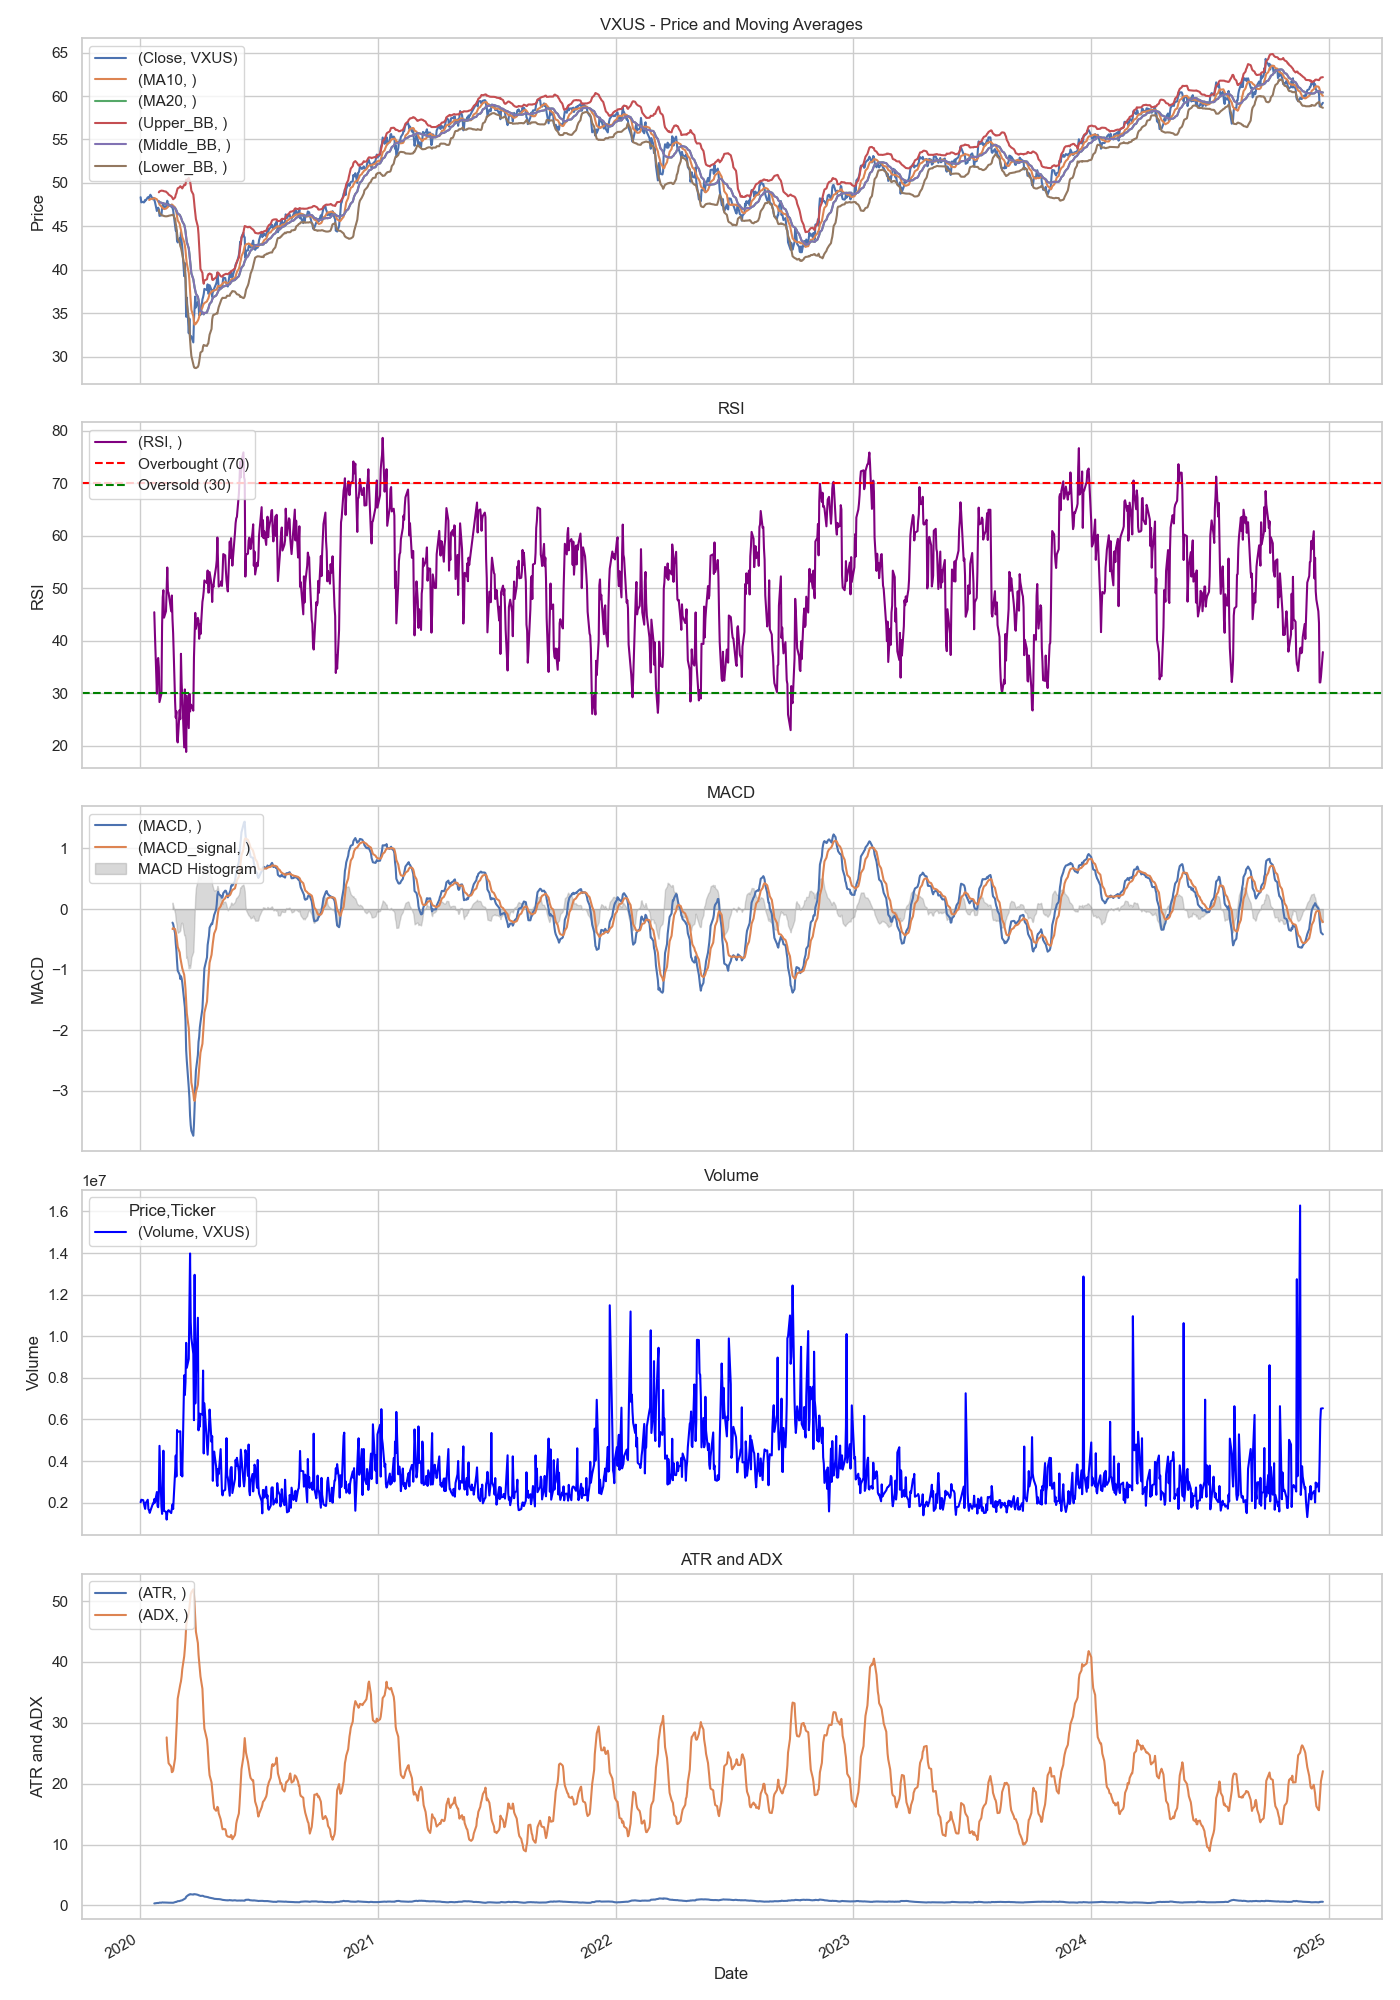 VXUS - Price and Moving Averages
(Close, VXUS)
(MA10, )
(MA20, )
(Upper_BB, )
(Middle_BB, )
(Lower_BB, )
65
60
55
50
45
40
35
30
Price
RSI
(RSI, )
Overbought (70)
Oversold (30)
80
70
60
50
40
30
20
RSI
MACD
(MACD, )
(MACD_signal, )
MACD Histogram
1
0
−1
−2
−3
MACD
Volume
1e7
Price,Ticker
(Volume, VXUS)
1.6
1.4
1.2
1.0
0.8
0.6
0.4
0.2
Volume
ATR and ADX
(ATR, )
(ADX, )
50
40
30
20
10
0
ATR and ADX
2020
2021
2022
2023
2024
2025
Date